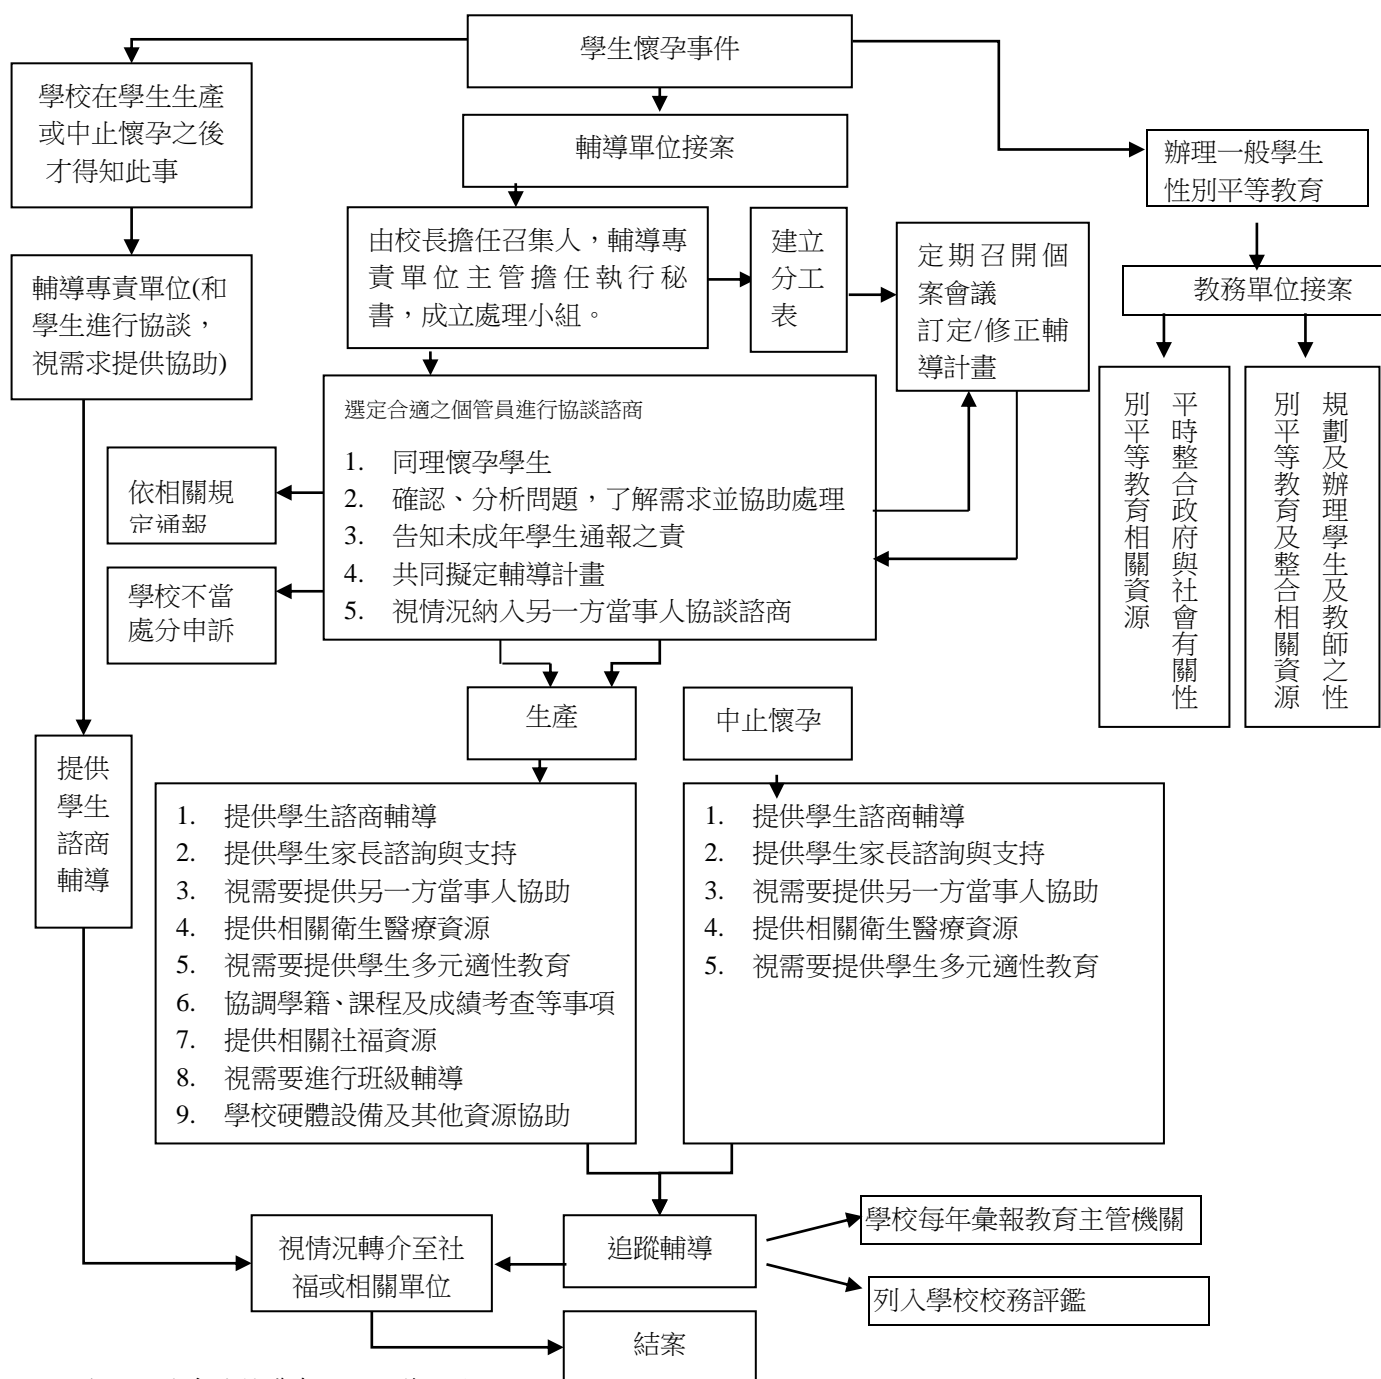 學生懷孕事件
學校在學生生產
或中止懷孕之後
才得知此事
輔導單位接案
辦理一般學生
性別平等教育
由校長擔任召集人，輔導專
責單位主管擔任執行秘
書，成立處理小組。
建立
分工
表
定期召開個
案會議
訂定/修正輔
導計畫
教務單位接案
輔導專責單位(和
學生進行協談，
視需求提供協助)
平時整合政府與社會有關性
別平等教育相關資源
規劃及辦理學生及教師之性
別平等教育及整合相關資源
選定合適之個管員進行協談諮商
1. 同理懷孕學生
2. 確認、分析問題，了解需求並協助處理
3. 告知未成年學生通報之責
4. 共同擬定輔導計畫
5. 視情況納入另一方當事人協談諮商
依相關規
定通報
學校不當
處分申訴
生產
中止懷孕
提供
學生
諮商
輔導
1. 提供學生諮商輔導
2. 提供學生家長諮詢與支持
3. 視需要提供另一方當事人協助
4. 提供相關衛生醫療資源
5. 視需要提供學生多元適性教育
6. 協調學籍、課程及成績考查等事項
7. 提供相關社福資源
8. 視需要進行班級輔導
9. 學校硬體設備及其他資源協助
1. 提供學生諮商輔導
2. 提供學生家長諮詢與支持
3. 視需要提供另一方當事人協助
4. 提供相關衛生醫療資源
5. 視需要提供學生多元適性教育
視情況轉介至社
福或相關單位
追蹤輔導
學校每年彙報教育主管機關
列入學校校務評鑑
結案